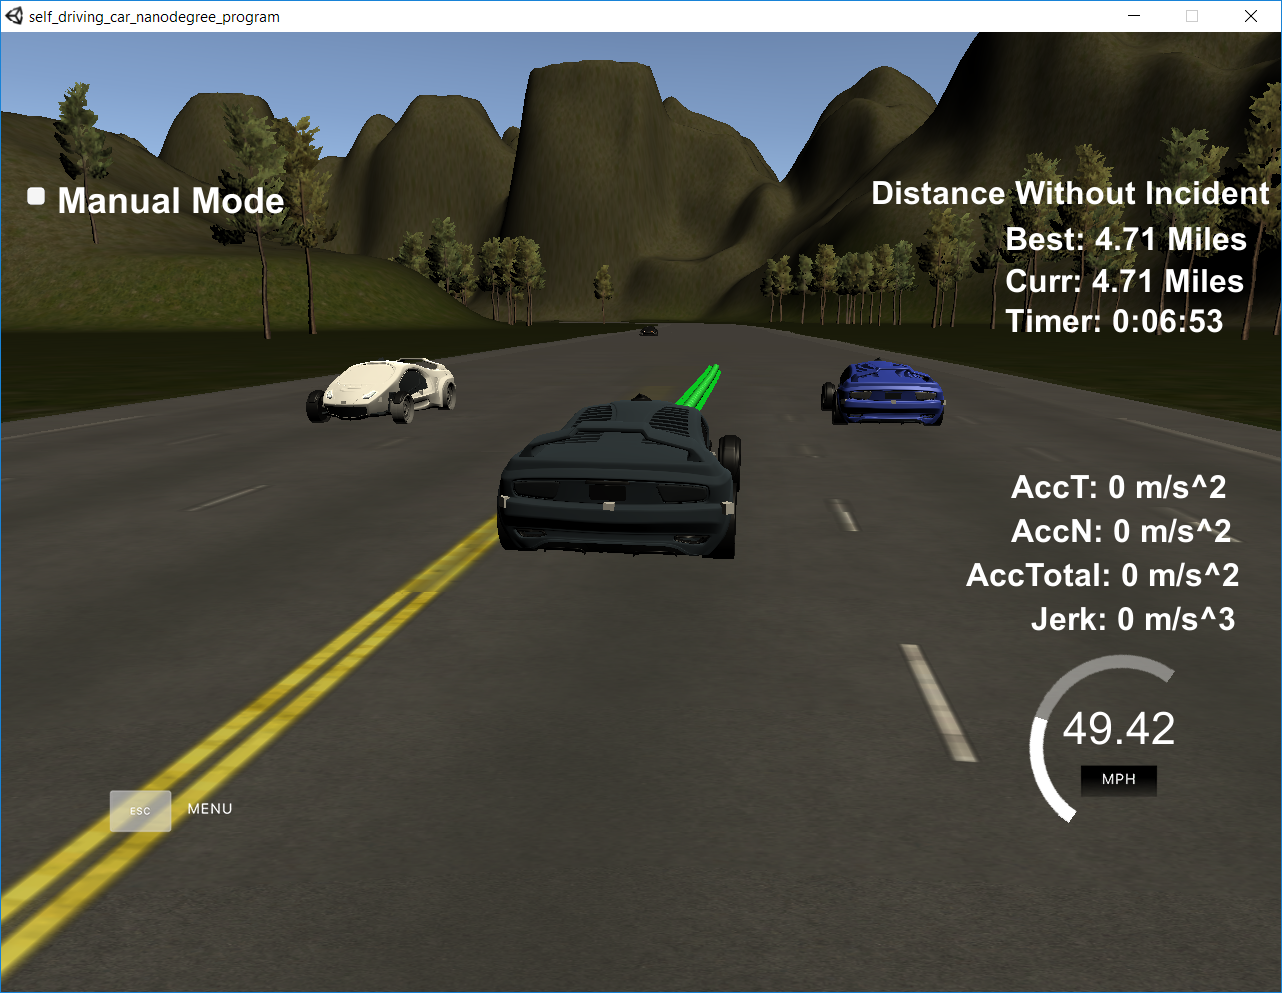 self_driving_car_nanodegree_program
Manual Mode
Distance Without Incident
Best: 4.71 Miles
Curr: 4.71 Miles
Timer: 0:06:53
AccT: 0 m/s^2
AccN: 0 m/s^2
AccTotal: 0 m/s^2
Jerk: 0 m/s^3
49.42
MPH
ESC MENU